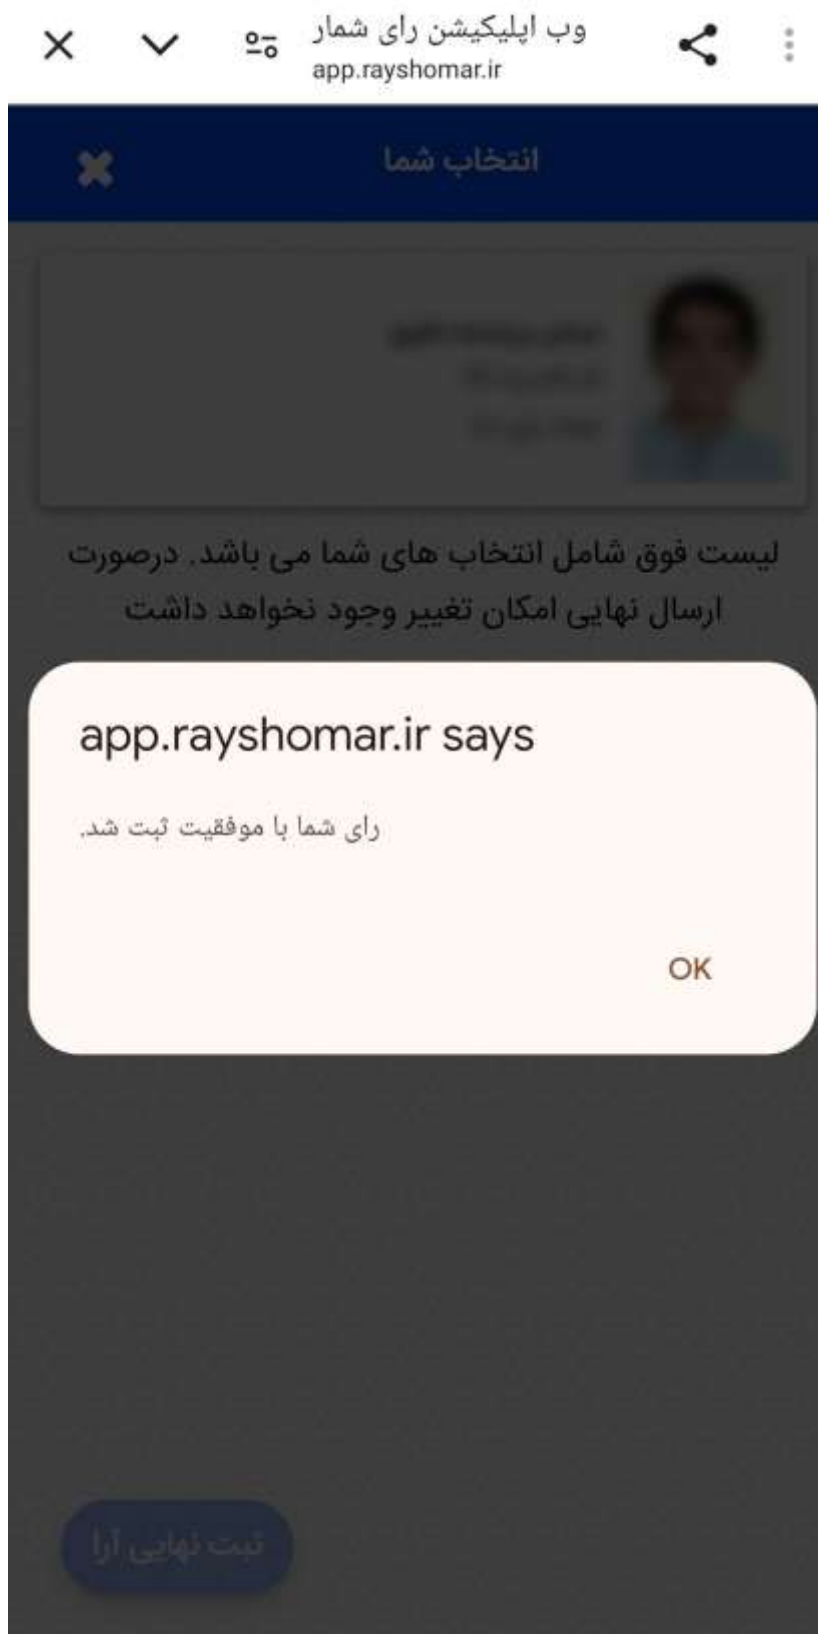 وب اپلیکیشن رای شمار
app.rayshomar.ir
انتخاب شما
لیست فوق شامل انتخاب های شما می باشد. درصورت
ارسال نهایی امکان تغییر وجود نخواهد داشت
app.rayshomar.ir says
رای شما با موفقیت ثبت شد.
OK
ثبت نهایی آرا